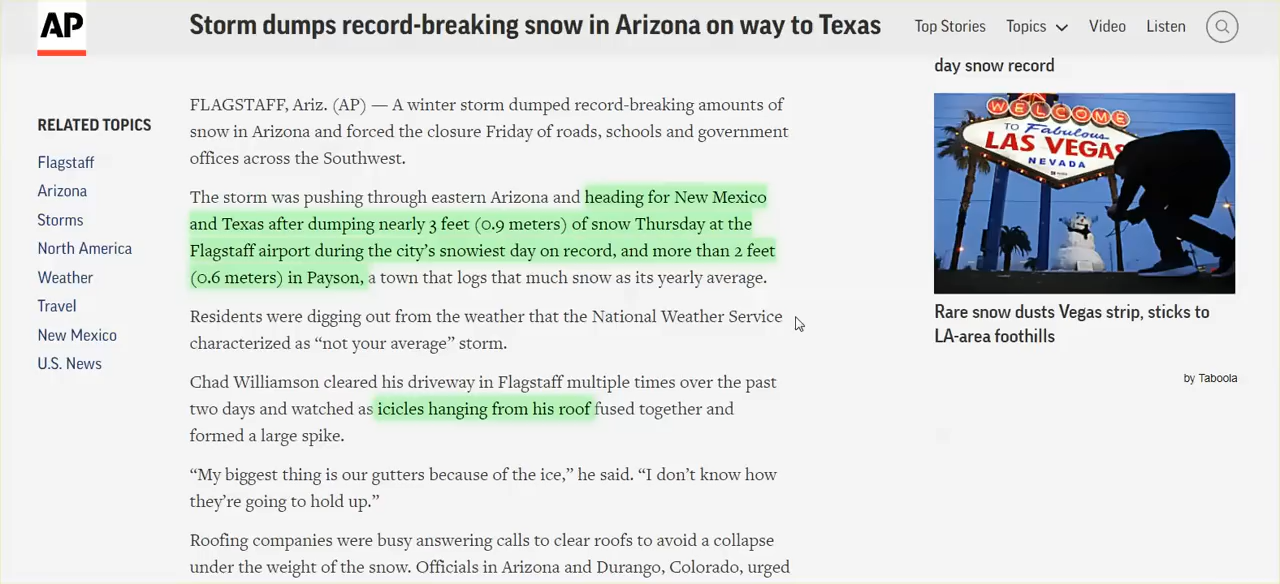 AP
Storm dumps record-breaking snow in Arizona on way to Texas
Top Stories
Topics
Video
Listen
RELATED TOPICS
Flagstaff
Arizona
Storms
North America
Weather
Travel
New Mexico
U.S. News
FLAGSTAFF, Ariz. (AP) — A winter storm dumped record-breaking amounts of
snow in Arizona and forced the closure Friday of roads, schools and government
offices across the Southwest.
The storm was pushing through eastern Arizona and heading for New Mexico
and Texas after dumping nearly 3 feet (0.9 meters) of snow Thursday at the
Flagstaff airport during the city’s snowiest day on record, and more than 2 feet
(0.6 meters) in Payson, a town that logs that much snow as its yearly average.
Residents were digging out from the weather that the National Weather Service
characterized as “not your average” storm.
Chad Williamson cleared his driveway in Flagstaff multiple times over the past
two days and watched as icicles hanging from his roof fused together and
formed a large spike.
“My biggest thing is our gutters because of the ice,” he said. “I don’t know how
they’re going to hold up.”
Roofing companies were busy answering calls to clear roofs to avoid a collapse
under the weight of the snow. Officials in Arizona and Durango, Colorado, urged
day snow record
WELCOME
TO Fabulous
LAS VEGAS
NEVADA
Rare snow dusts Vegas strip, sticks to
LA-area foothills
by Taboola